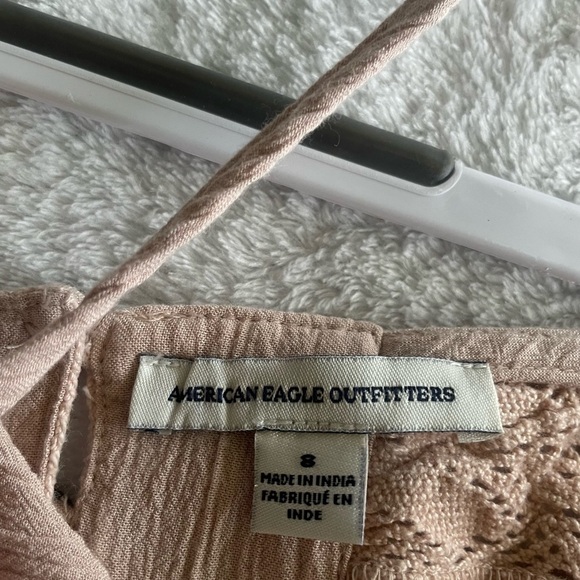 AMERICAN EAGLE OUTFITTERS
8
MADE IN INDIA
FABRIQUÉ EN
INDE